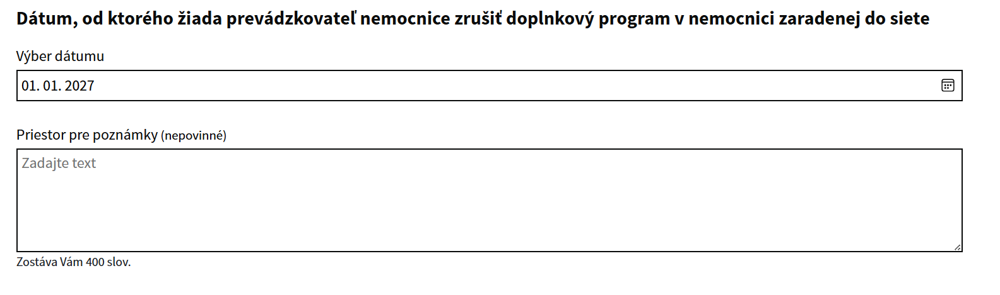 Dátum, od ktorého žiada prevádzkovateľ nemocnice zrušiť doplnkový program v nemocnici zaradenej do siete
Výber dátumu
01. 01. 2027
Priestor pre poznámky (nepovinné)
Zadajte text
Zostáva Vám 400 slov.